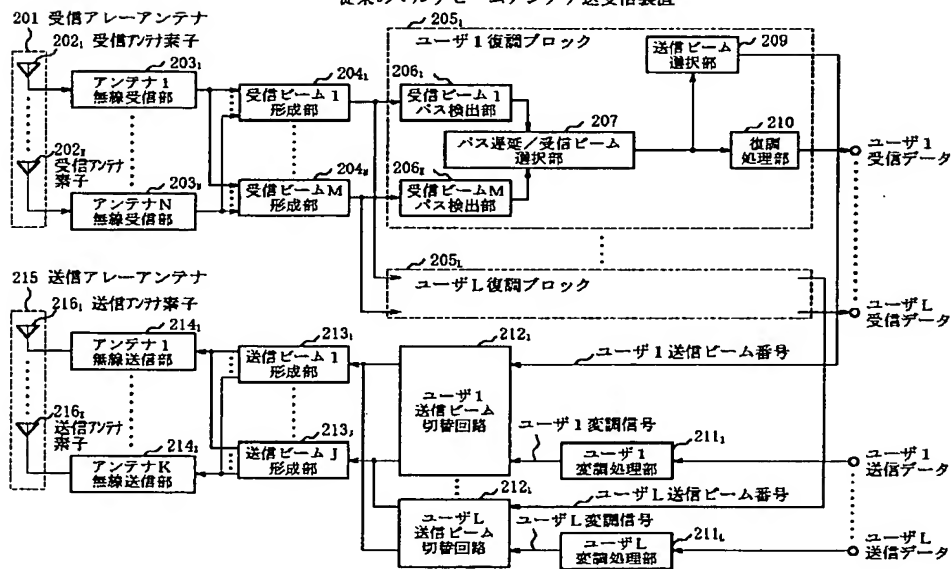 従来のマルチビームアンテナ送受信装置
201 受信アレーアンテナ
202₁ 受信アンテナ素子
アンテナ1
無線受信部
203₁
受信ビーム1
形成部
204₁
205₁
ユーザ1復調ブロック
206₁
受信ビーム1
パス検出部
207
パス遅延/受信ビーム
選択部
送信ビーム
選択部
209
210
復調
処理部
ユーザ1
受信データ
202ₙ
受信アンテナ
素子
203ₙ
アンテナN
無線受信部
204ₘ
受信ビームM
形成部
206ₘ
受信ビームM
パス検出部
205L
ユーザL復調ブロック
ユーザL
受信データ
215 送信アレーアンテナ
216₁ 送信アンテナ素子
214₁
アンテナ1
無線送信部
213₁
送信ビーム1
形成部
212₁
ユーザ1
送信ビーム
切替回路
ユーザ1送信ビーム番号
ユーザ1変調信号
211₁
ユーザ1
変調処理部
ユーザ1
送信データ
216ₖ
送信アンテナ
素子
214₁
アンテナK
無線送信部
213J
送信ビームJ
形成部
212₁
ユーザL
送信ビーム
切替回路
ユーザL送信ビーム番号
ユーザL変調信号
211L
ユーザL
変調処理部
ユーザL
送信データ